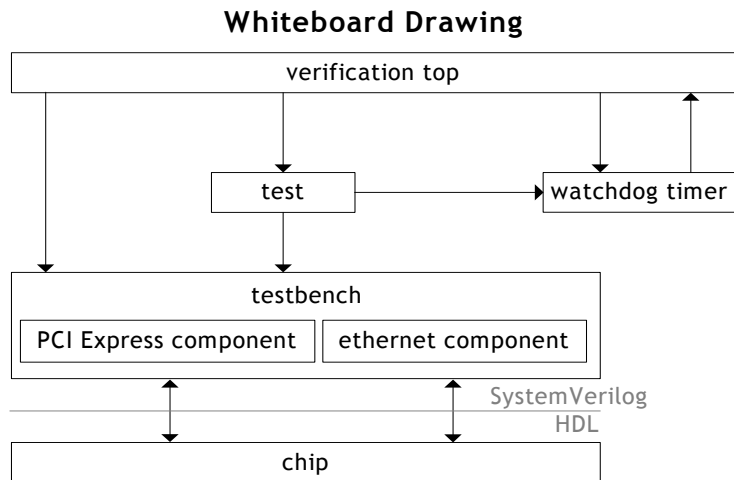 Whiteboard Drawing
verification top
test
watchdog timer
testbench
PCI Express component
ethernet component
SystemVerilog
HDL
chip